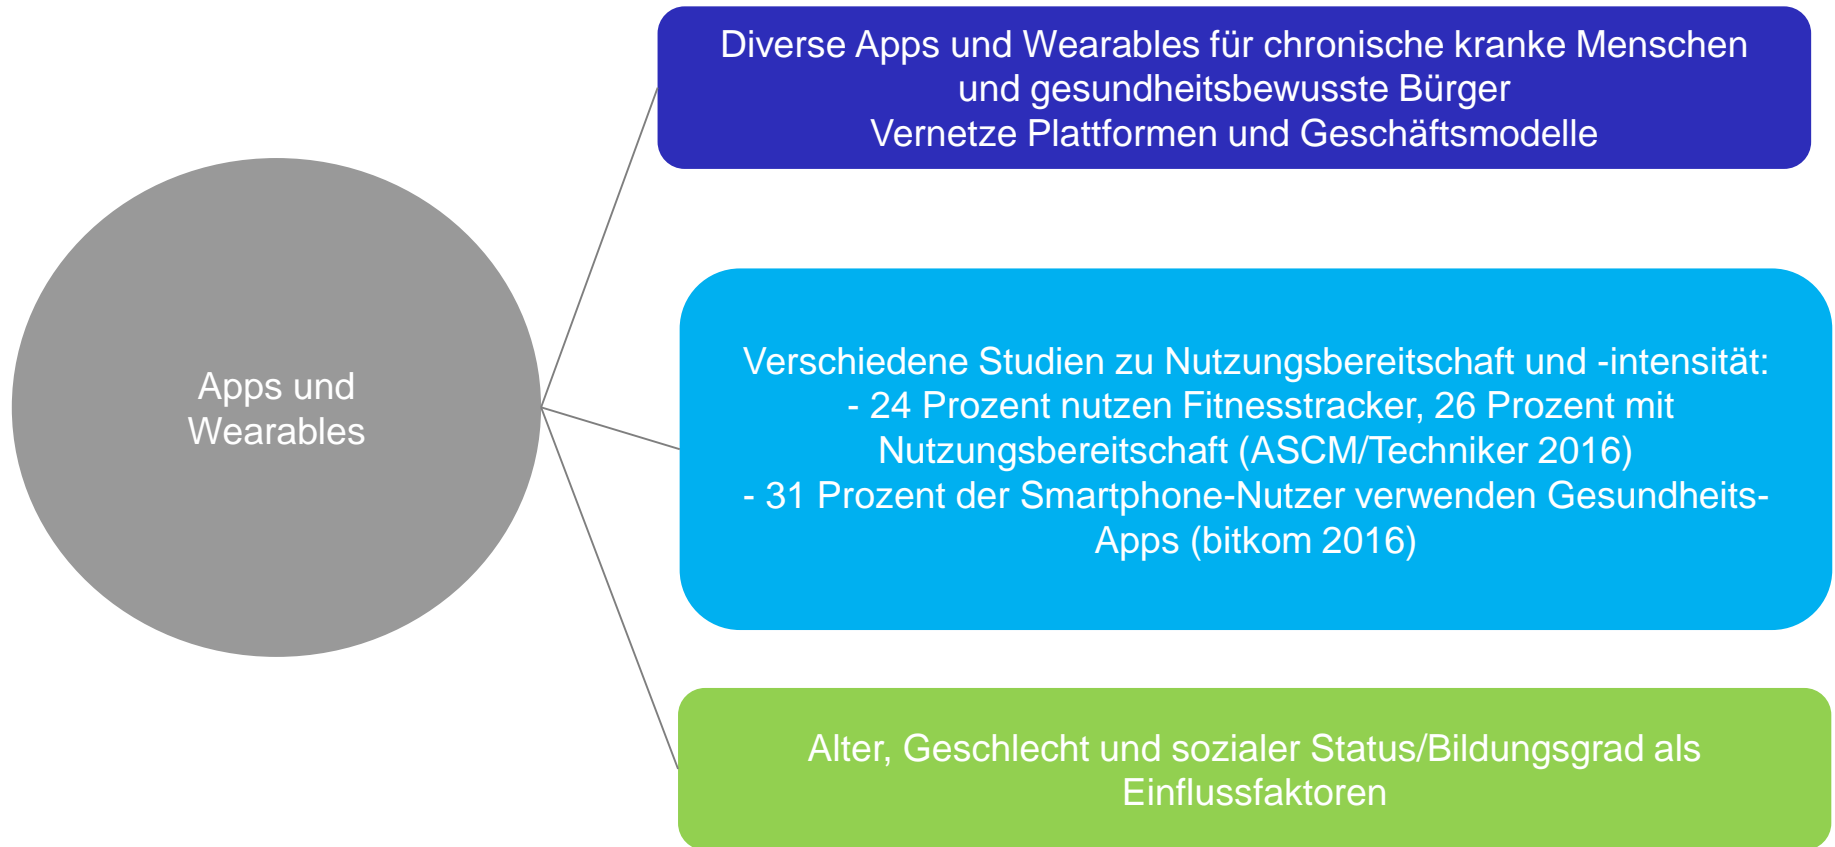 Diverse Apps und Wearables für chronische kranke Menschen
und gesundheitsbewusste Bürger
Vernetze Plattformen und Geschäftsmodelle
Apps und
Wearables
Verschiedene Studien zu Nutzungsbereitschaft und -intensität:
- 24 Prozent nutzen Fitnesstracker, 26 Prozent mit
Nutzungsbereitschaft (ASCM/Techniker 2016)
- 31 Prozent der Smartphone-Nutzer verwenden Gesundheits-
Apps (bitkom 2016)
Alter, Geschlecht und sozialer Status/Bildungsgrad als
Einflussfaktoren